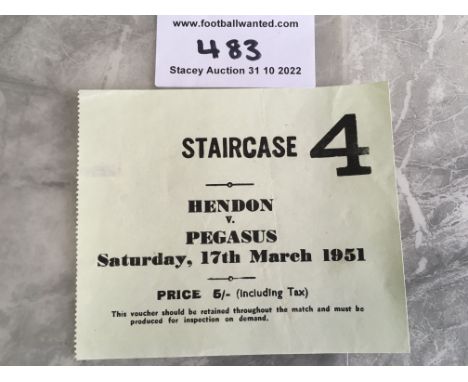 www.footballwanted.com
483
Stacey Auction 31 10 2022
STAIRCASE 4
HENDON
v.
PEGASUS
Saturday, 17th March 1951
PRICE 5/- (including Tax)
This voucher should be retained throughout the match and must be
produced for inspection on demand.